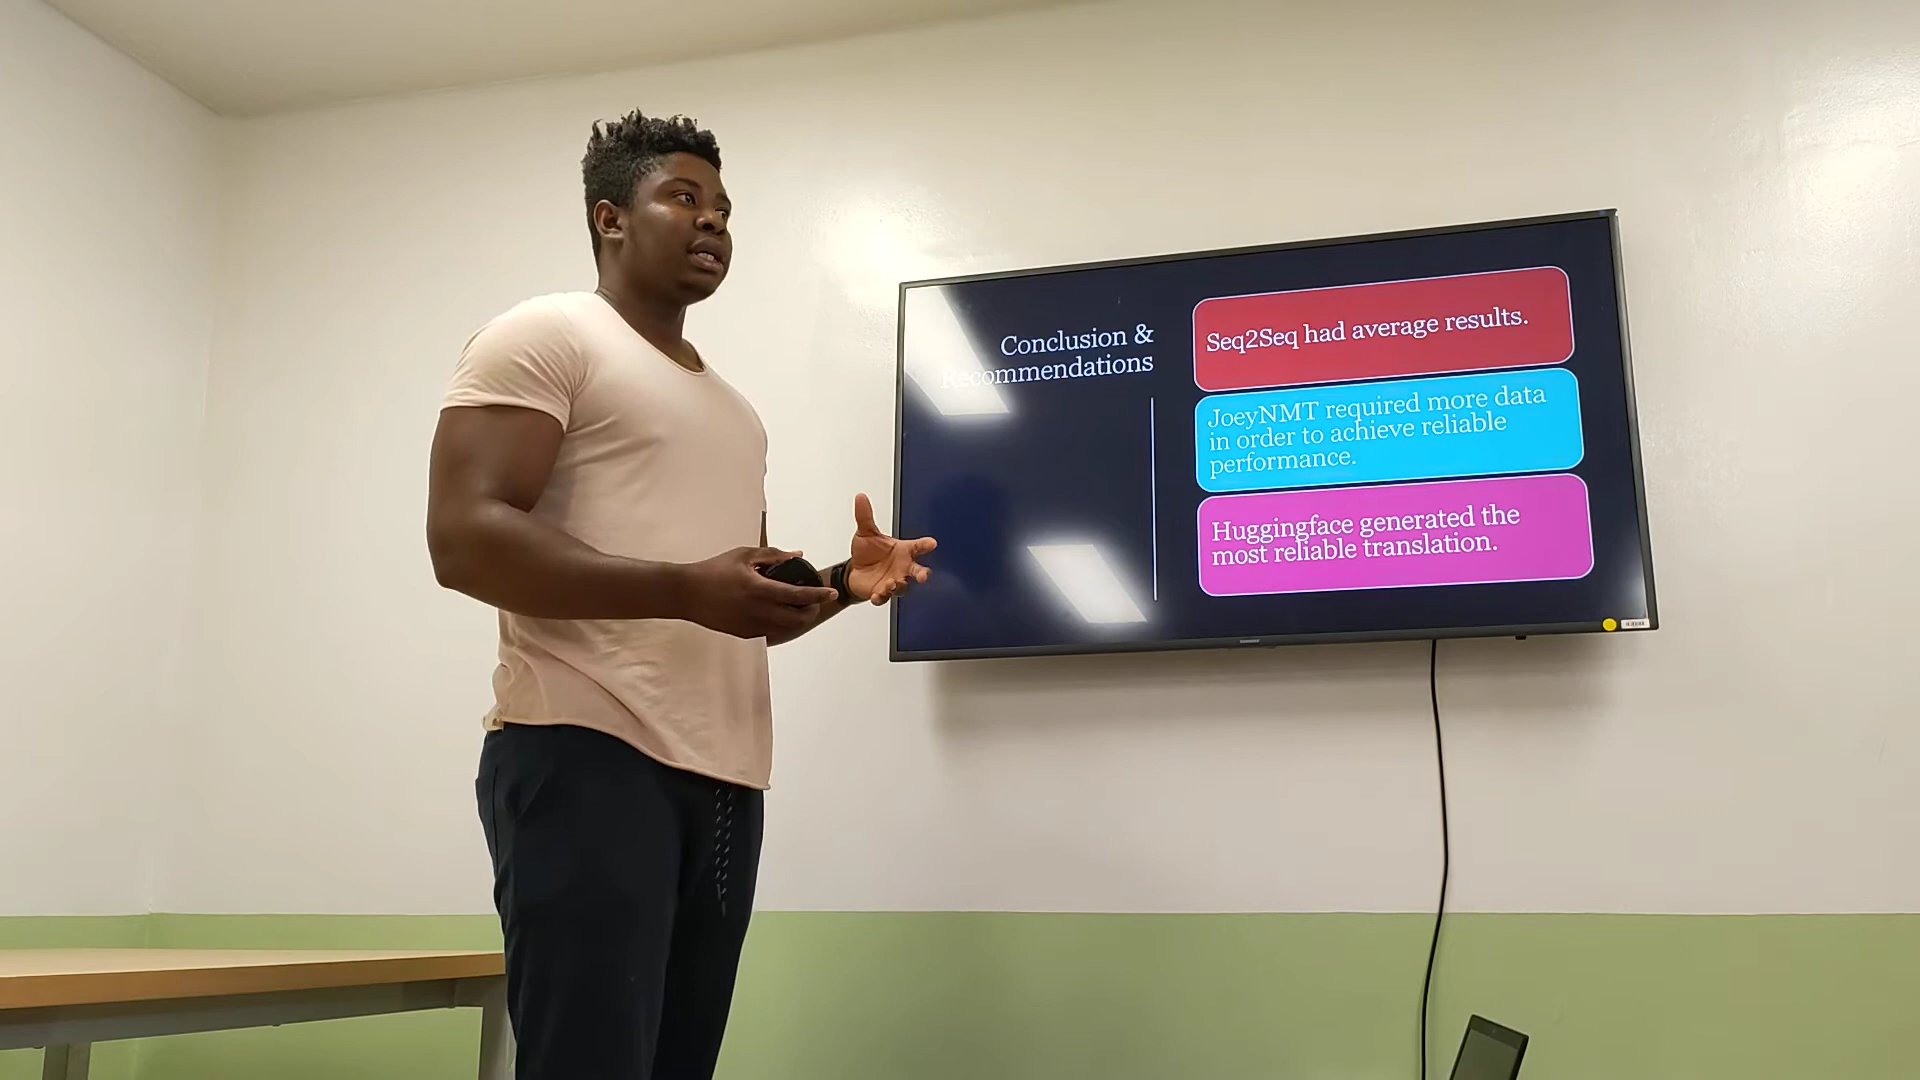 Conclusion &
Recommendations
Seq2Seq had average results.
JoeyNMT required more data
in order to achieve reliable
performance.
Huggingface generated the
most reliable translation.